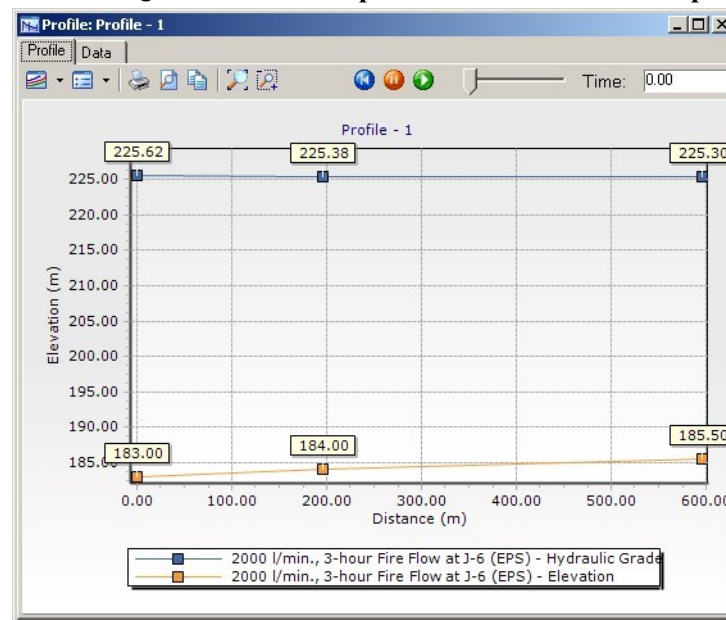 Profile: Profile - 1
Profile Data
Time: 0.00
Profile - 1
225.62 225.38 225.30
225.00
220.00
215.00
210.00
205.00
200.00
195.00
190.00
185.00
183.00 184.00 185.50
Elevation (m)
0.00 100.00 200.00 300.00 400.00 500.00 600.00
Distance (m)
2000 l/min., 3-hour Fire Flow at J-6 (EPS) - Hydraulic Grade
2000 l/min., 3-hour Fire Flow at J-6 (EPS) - Elevation